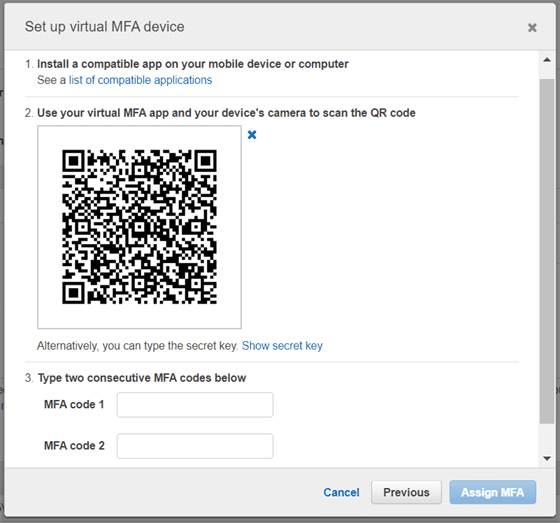 Set up virtual MFA device
1. Install a compatible app on your mobile device or computer
See a list of compatible applications
2. Use your virtual MFA app and your device's camera to scan the QR code
Alternatively, you can type the secret key. Show secret key
3. Type two consecutive MFA codes below
MFA code 1
MFA code 2
Cancel Previous Assign MFA